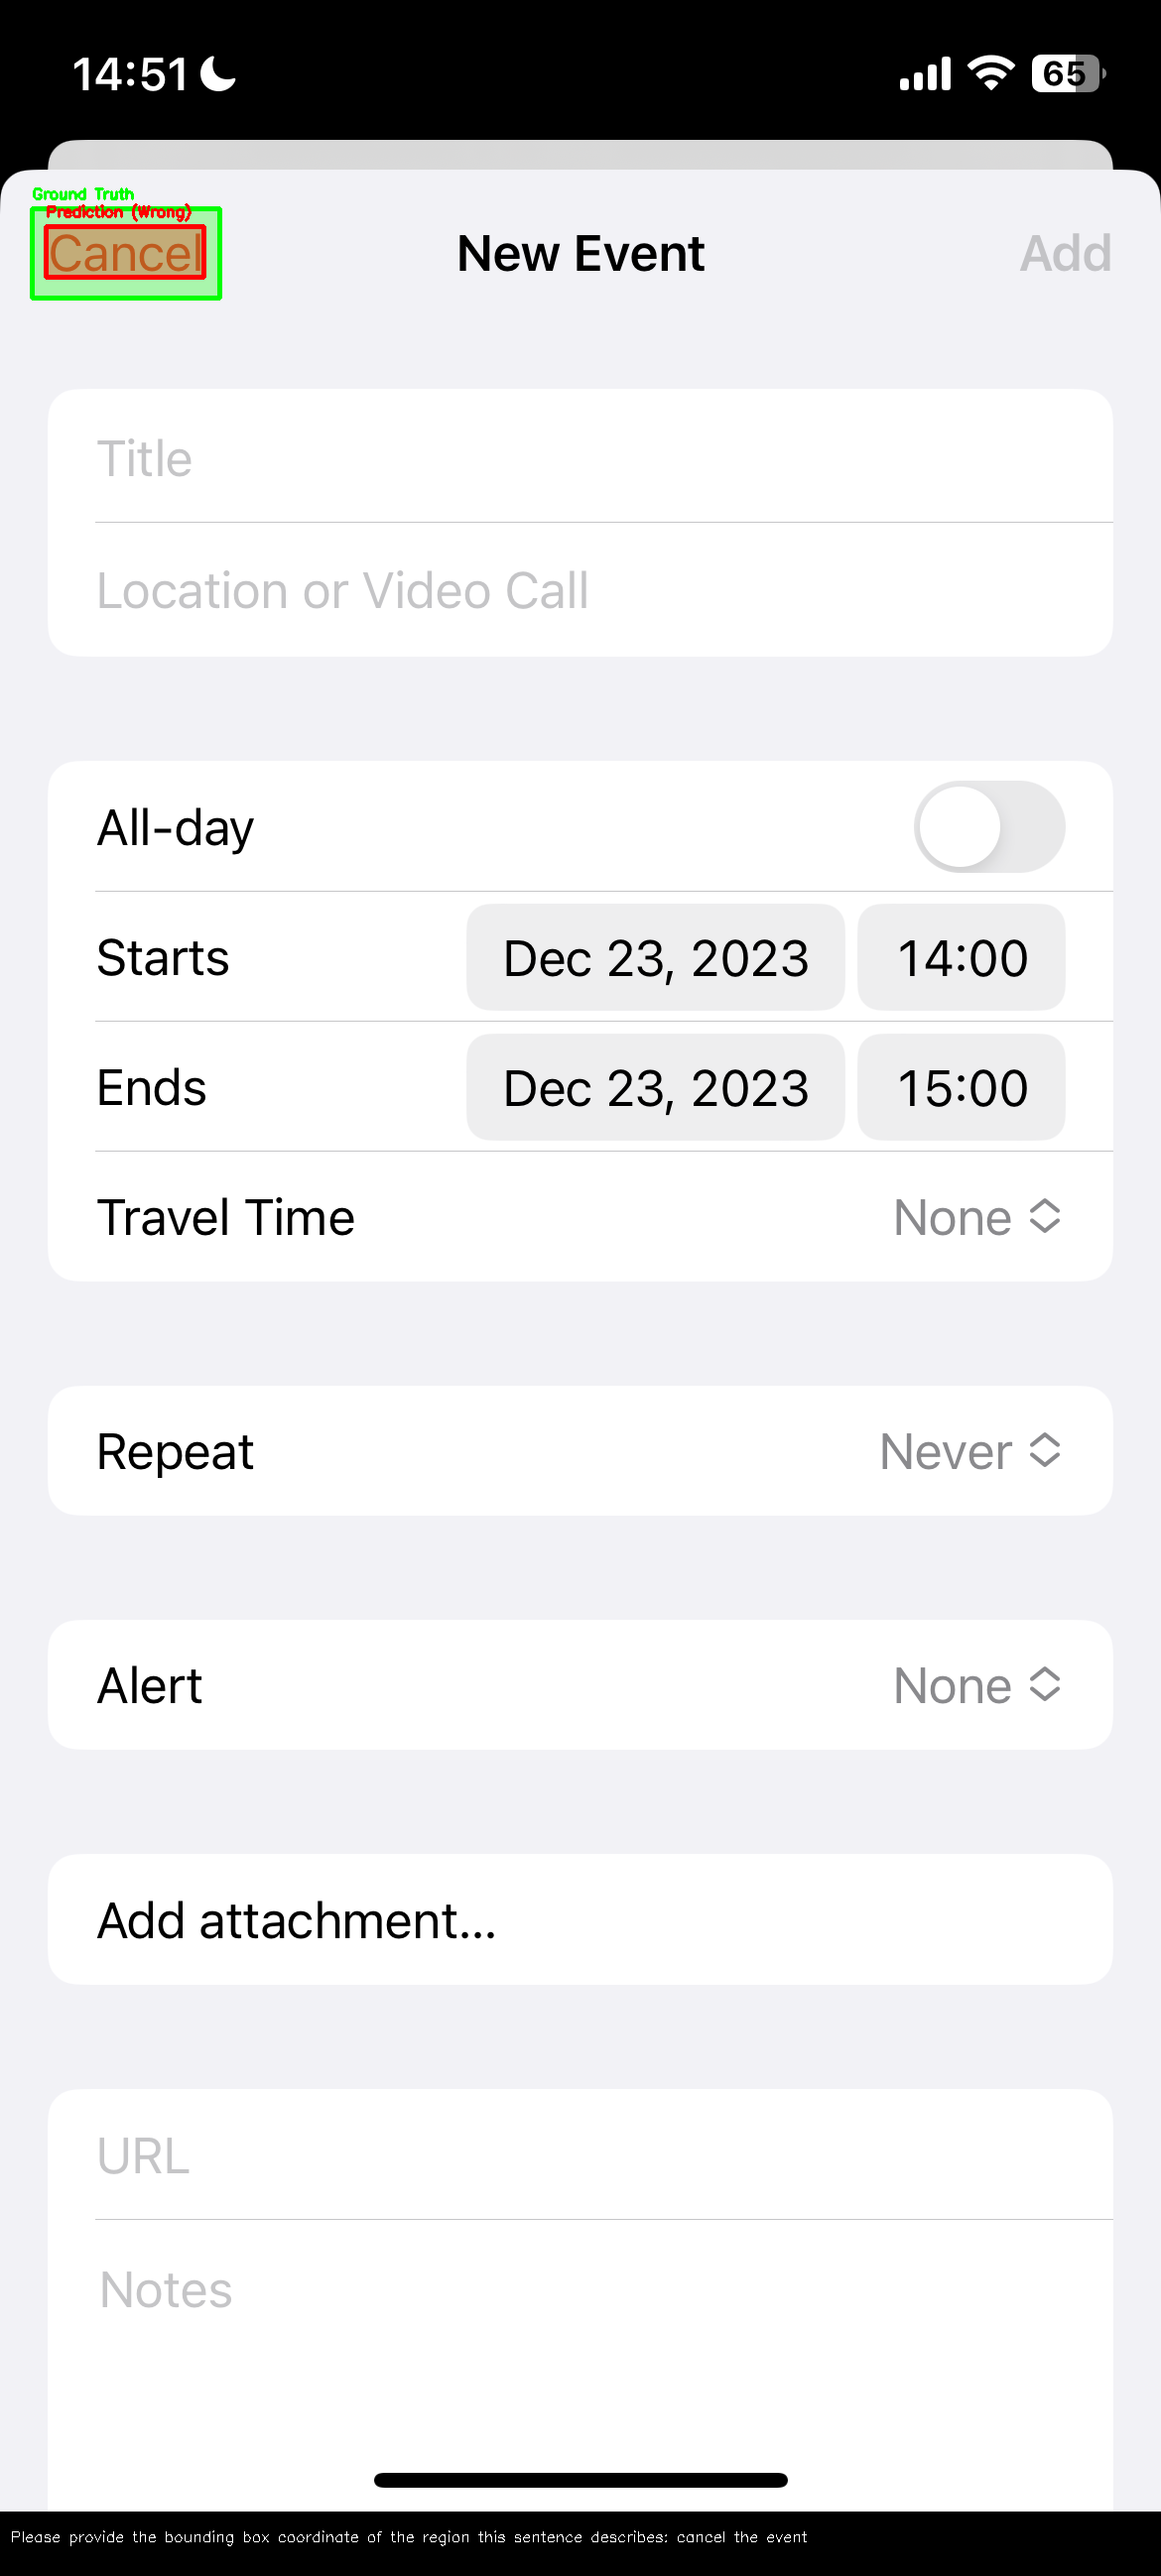 14:51
65
Ground Truth
Prediction (Wrong)
Cancel
New Event
Add
Title
Location or Video Call
All-day
Starts
Dec 23, 2023
14:00
Ends
Dec 23, 2023
15:00
Travel Time
None
Repeat
Never
Alert
None
Add attachment...
URL
Notes
Please provide the bounding box coordinate of the region this sentence describes: cancel the event